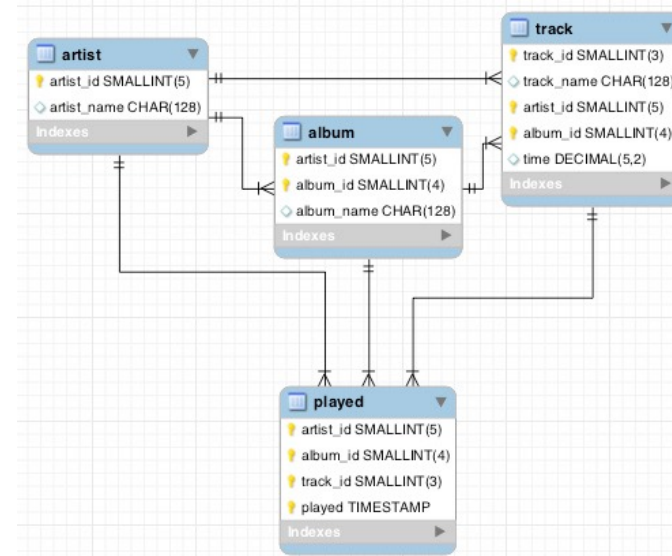 artist
artist_id SMALLINT(5)
artist_name CHAR(128)
Indexes
album
artist_id SMALLINT(5)
album_id SMALLINT(4)
album_name CHAR(128)
Indexes
track
track_id SMALLINT(3)
track_name CHAR(128)
artist_id SMALLINT(5)
album_id SMALLINT(4)
time DECIMAL(5,2)
Indexes
played
artist_id SMALLINT(5)
album_id SMALLINT(4)
track_id SMALLINT(3)
played TIMESTAMP
Indexes